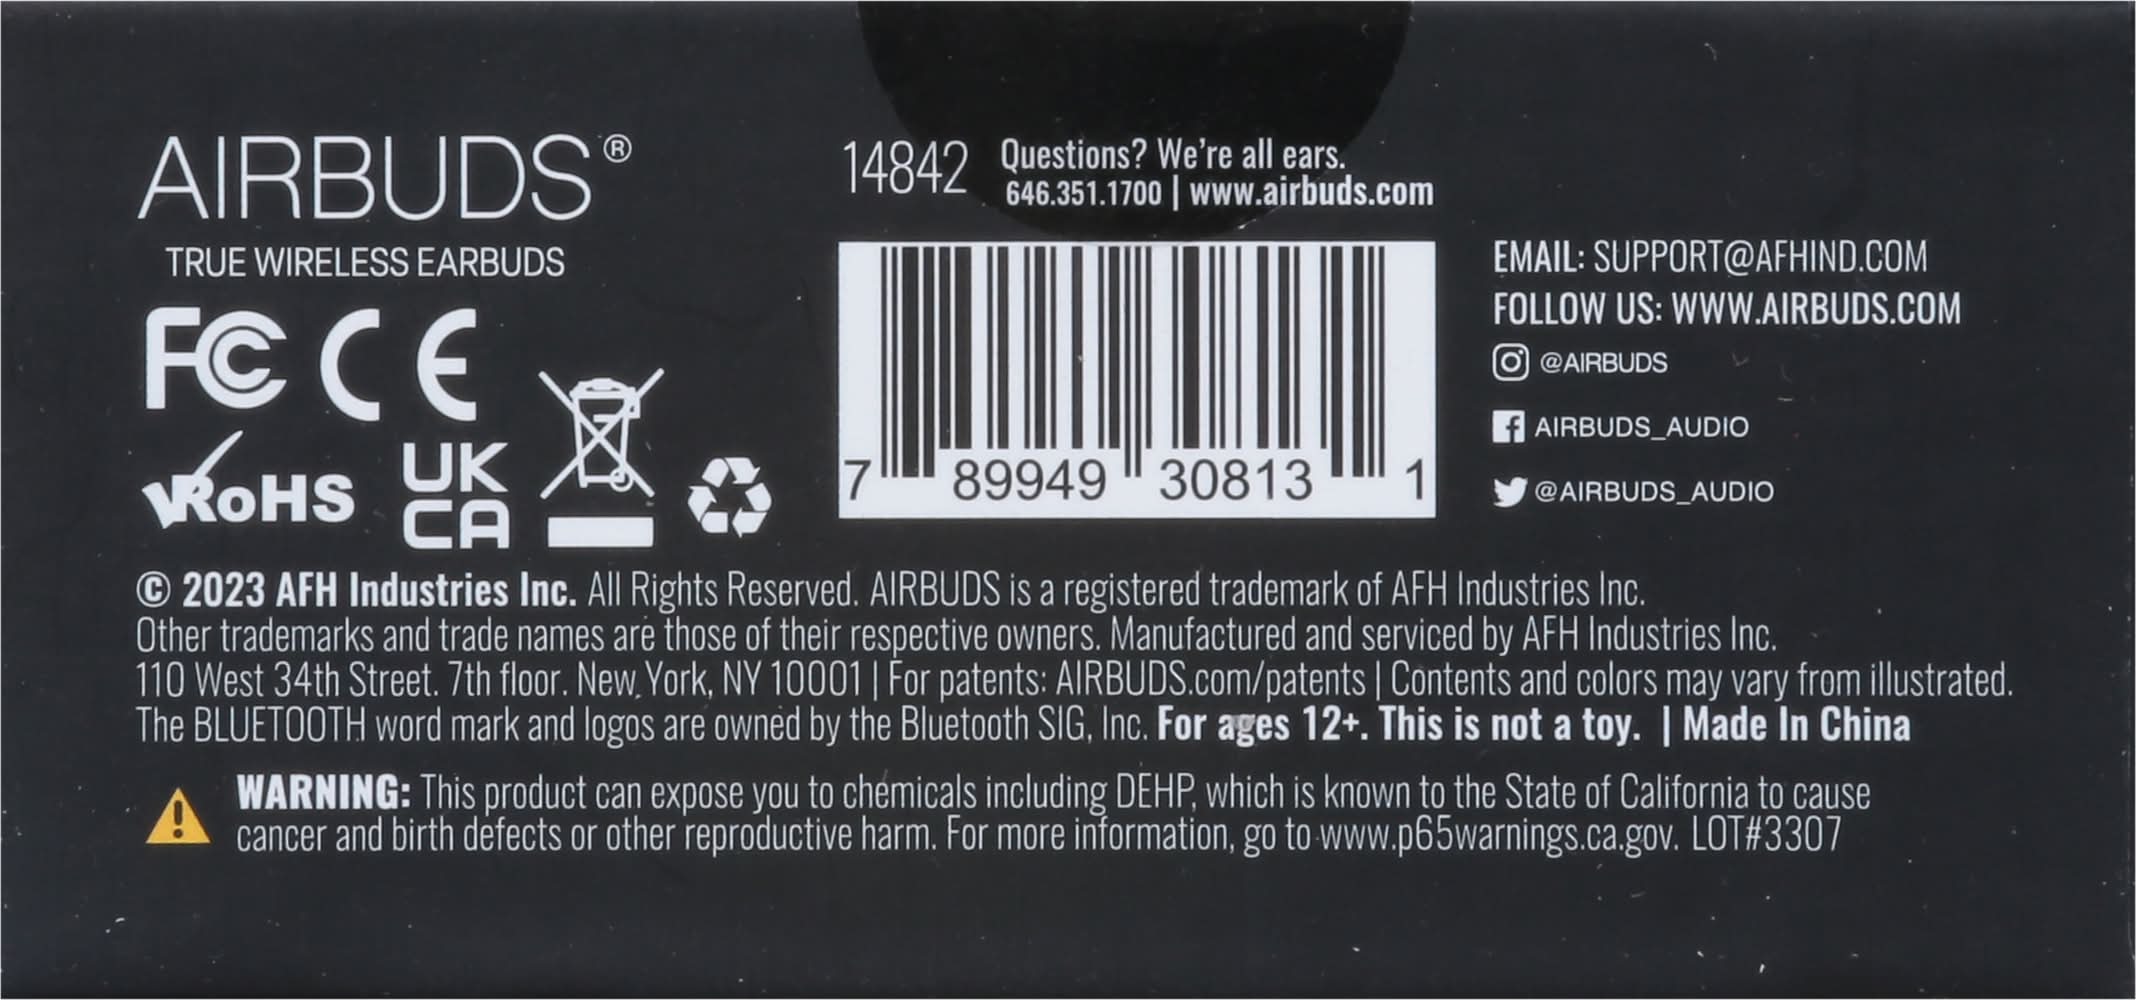 AIRBUDS®
TRUE WIRELESS EARBUDS
FC CE
RoHS
UK
CA
14842
Questions? We're all ears.
646.351.1700 | www.airbuds.com
7 89949 30813 1
EMAIL: SUPPORT@AFHIND.COM
FOLLOW US: WWW.AIRBUDS.COM
@AIRBUDS
AIRBUDS_AUDIO
@AIRBUDS_AUDIO
© 2023 AFH Industries Inc. All Rights Reserved. AIRBUDS is a registered trademark of AFH Industries Inc.
Other trademarks and trade names are those of their respective owners. Manufactured and serviced by AFH Industries Inc.
110 West 34th Street. 7th floor. New York, NY 10001 | For patents: AIRBUDS.com/patents | Contents and colors may vary from illustrated.
The BLUETOOTH word mark and logos are owned by the Bluetooth SIG, Inc. For ages 12+. This is not a toy. | Made In China
WARNING: This product can expose you to chemicals including DEHP, which is known to the State of California to cause
cancer and birth defects or other reproductive harm. For more information, go to www.p65warnings.ca.gov. LOT#3307